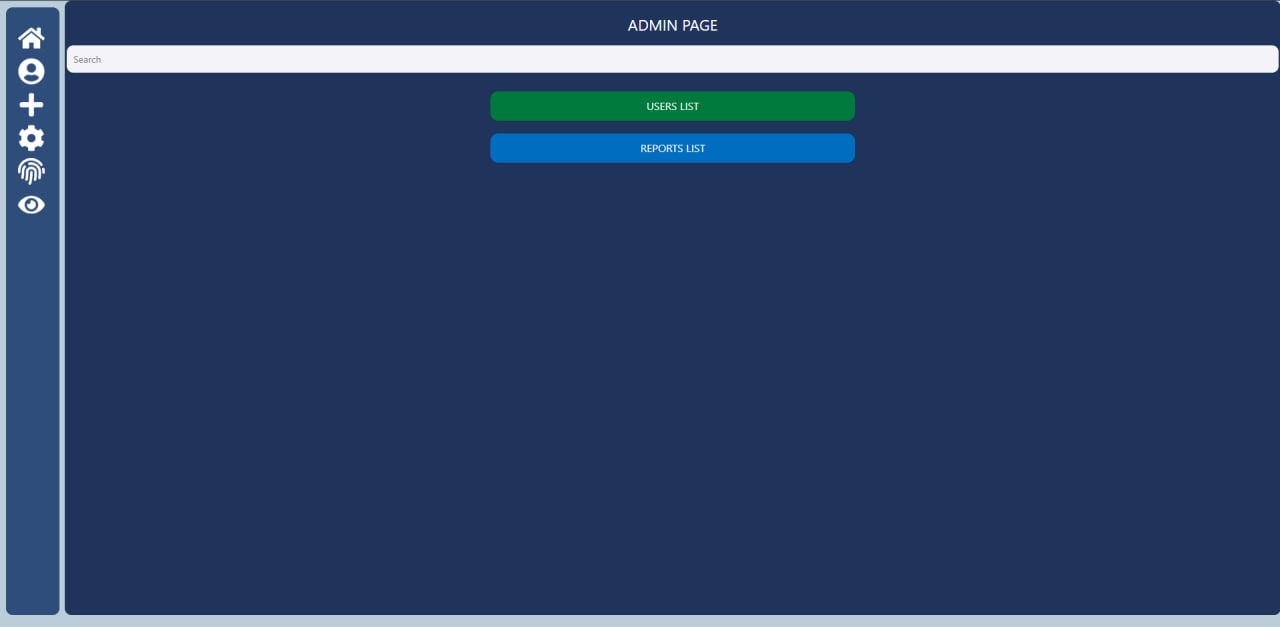 ADMIN PAGE
Search
USERS LIST
REPORTS LIST